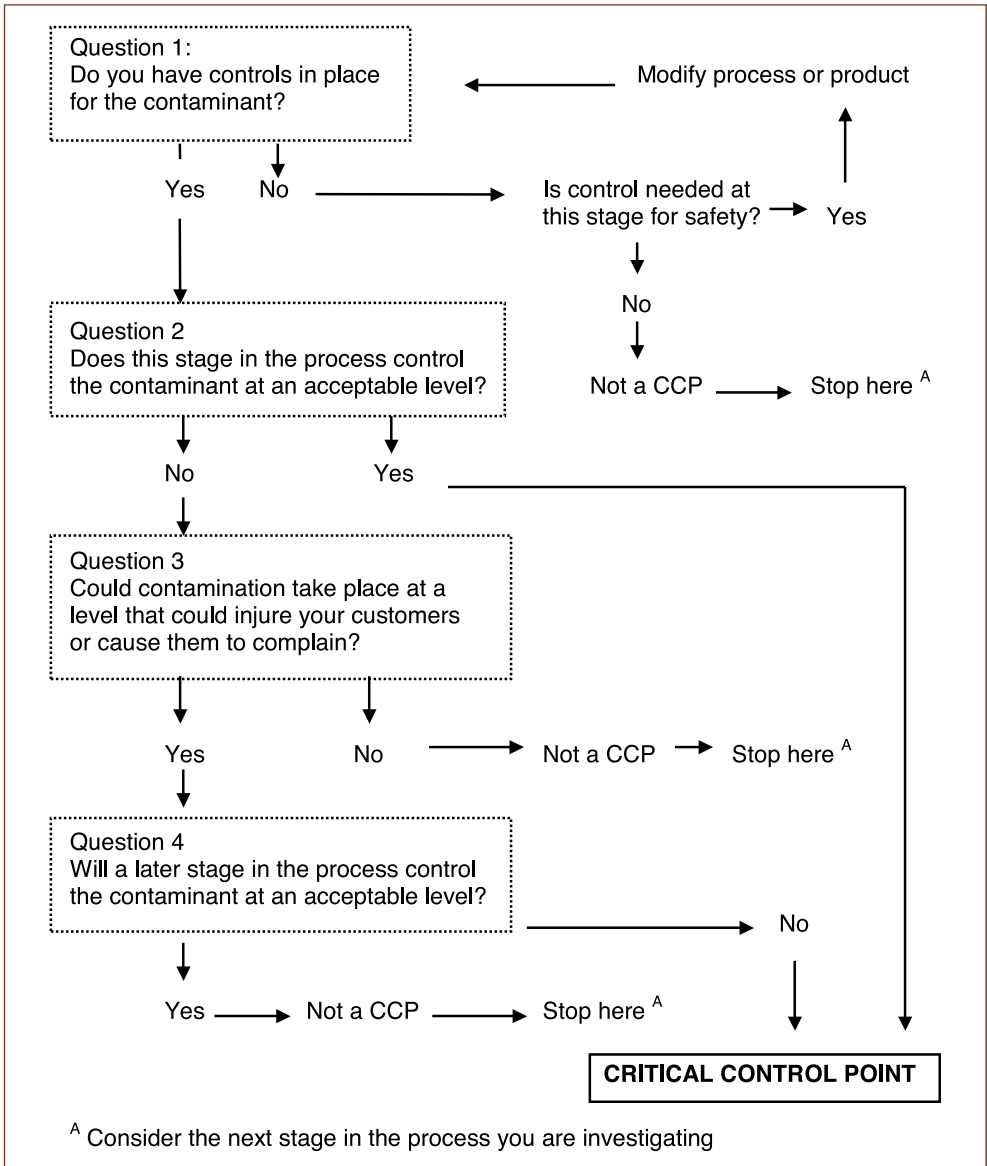 Question 1:
Do you have controls in place
for the contaminant?
Modify process or product
Yes
No
Is control needed at
this stage for safety?
Yes
No
Not a CCP
Stop here A
Question 2
Does this stage in the process control
the contaminant at an acceptable level?
No
Yes
Question 3
Could contamination take place at a
level that could injure your customers
or cause them to complain?
Yes
No
Not a CCP
Stop here A
Question 4
Will a later stage in the process control
the contaminant at an acceptable level?
No
Yes
Not a CCP
Stop here A
CRITICAL CONTROL POINT
A Consider the next stage in the process you are investigating